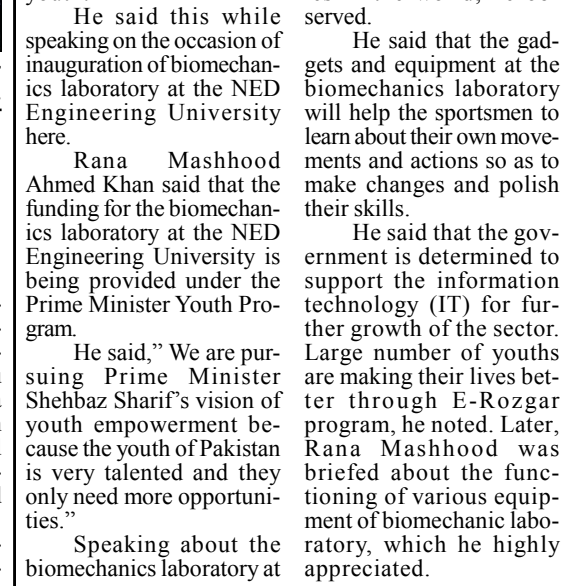 He said this while
speaking on the occasion of
inauguration of biomechan-
ics laboratory at the NED
Engineering University
here.
Rana Mashhood
Ahmed Khan said that the
funding for the biomechan-
ics laboratory at the NED
Engineering University is
being provided under the
Prime Minister Youth Pro-
gram.
He said,” We are pur-
suing Prime Minister
Shehbaz Sharif’s vision of
youth empowerment be-
cause the youth of Pakistan
is very talented and they
only need more opportuni-
ties.”
Speaking about the
biomechanics laboratory at
served.
He said that the gad-
gets and equipment at the
biomechanics laboratory
will help the sportsmen to
learn about their own move-
ments and actions so as to
make changes and polish
their skills.
He said that the gov-
ernment is determined to
support the information
technology (IT) for fur-
ther growth of the sector.
Large number of youths
are making their lives bet-
ter through E-Rozgar
program, he noted. Later,
Rana Mashhood was
briefed about the func-
tioning of various equip-
ment of biomechanic labo-
ratory, which he highly
appreciated.